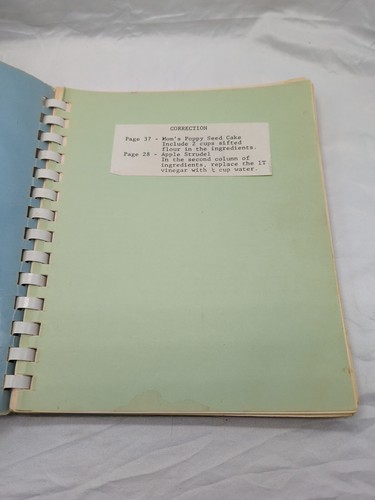 CORRECTION
Page 37 - Mom's Poppy Seed Cake
Include 2 cups sifted
flour in the ingredients.
Page 28 - Apple Strudel
In the second column of
ingredients, replace the 1T
vinegar with ½ cup water.